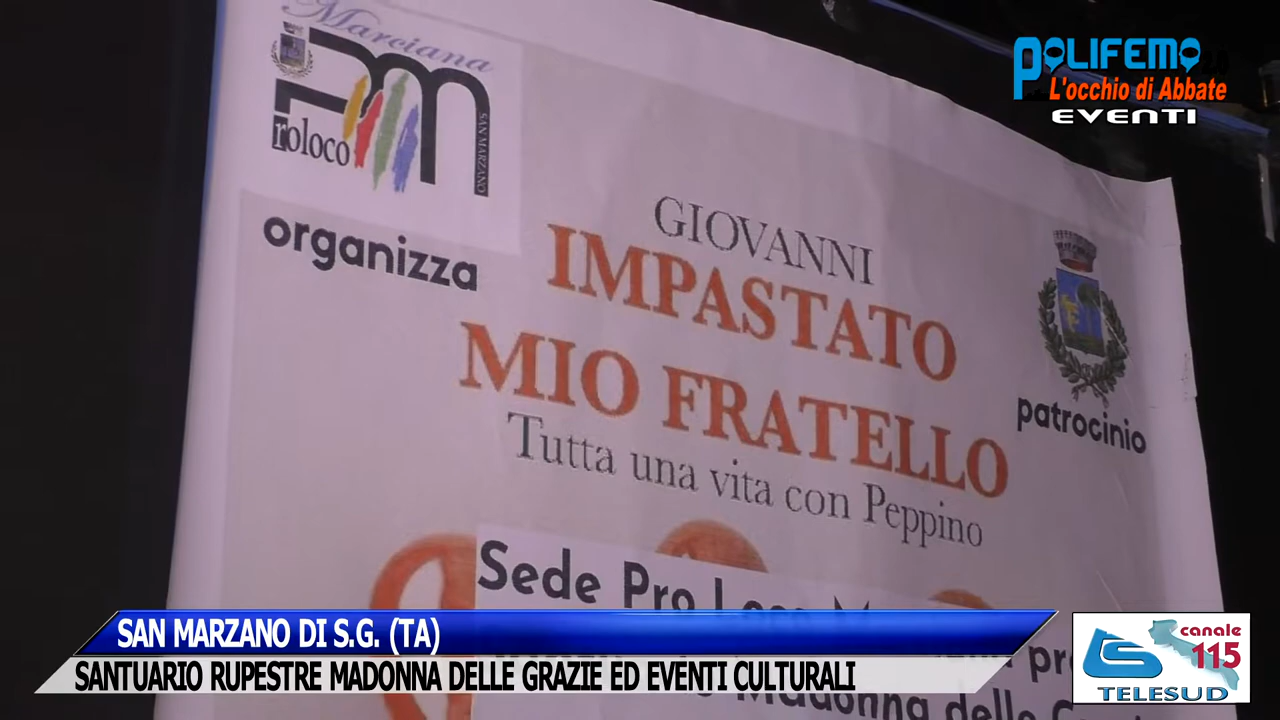 Marciana
Proloco
SAN MARZANO
organizza
GIOVANNI
IMPASTATO
MIO FRATELLO
Tutta una vita con Peppino
patrocinio
Sede Pro Loco
Madonna delle
POLIFEMO
L'occhio di Abbate
EVENTI
SAN MARZANO DI S.G. (TA)
SANTUARIO RUPESTRE MADONNA DELLE GRAZIE ED EVENTI CULTURALI
canale
115
TELESUD